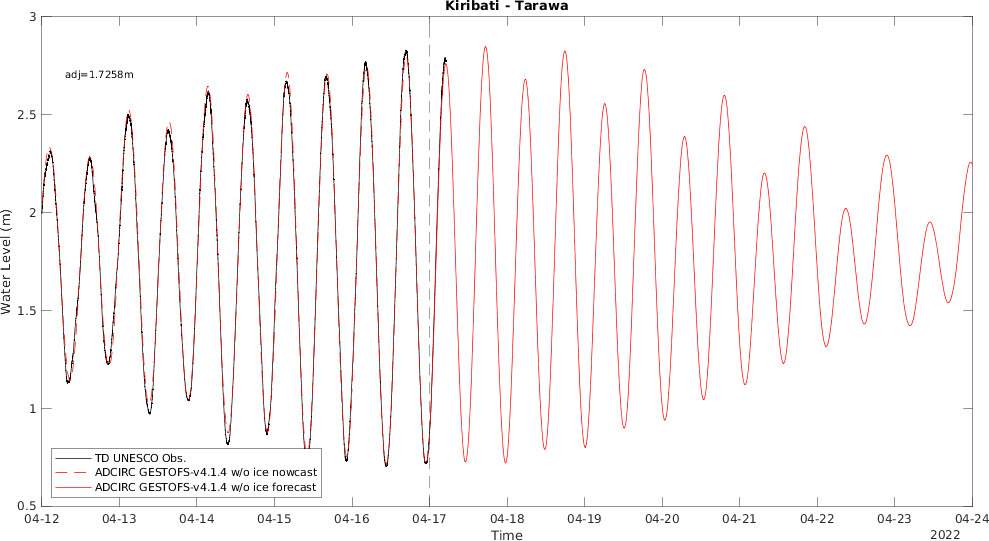 Kiribati - Tarawa
adj=1.7258m
Water Level (m)
3
2.5
2
1.5
1
0.5
TD UNESCO Obs.
ADCIRC GESTOFS-v4.1.4 w/o ice nowcast
ADCIRC GESTOFS-v4.1.4 w/o ice forecast
04-12 04-13 04-14 04-15 04-16 04-17 04-18 04-19 04-20 04-21 04-22 04-23 04-24
Time
2022